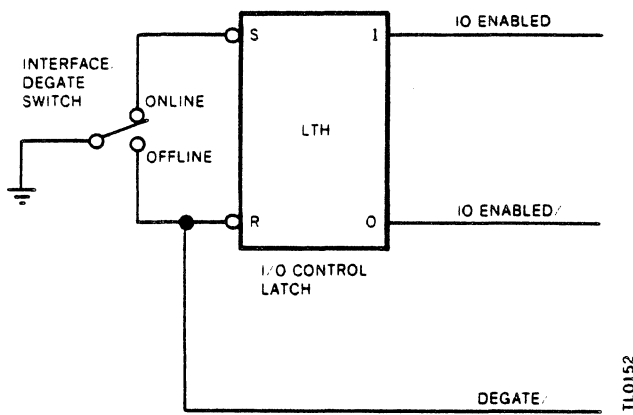 IO ENABLED
S
I
INTERFACE
DEGATE
SWITCH
ONLINE
LTH
OFFLINE
IO ENABLED/
R
O
I/O CONTROL
LATCH
DEGATE/
TL0152